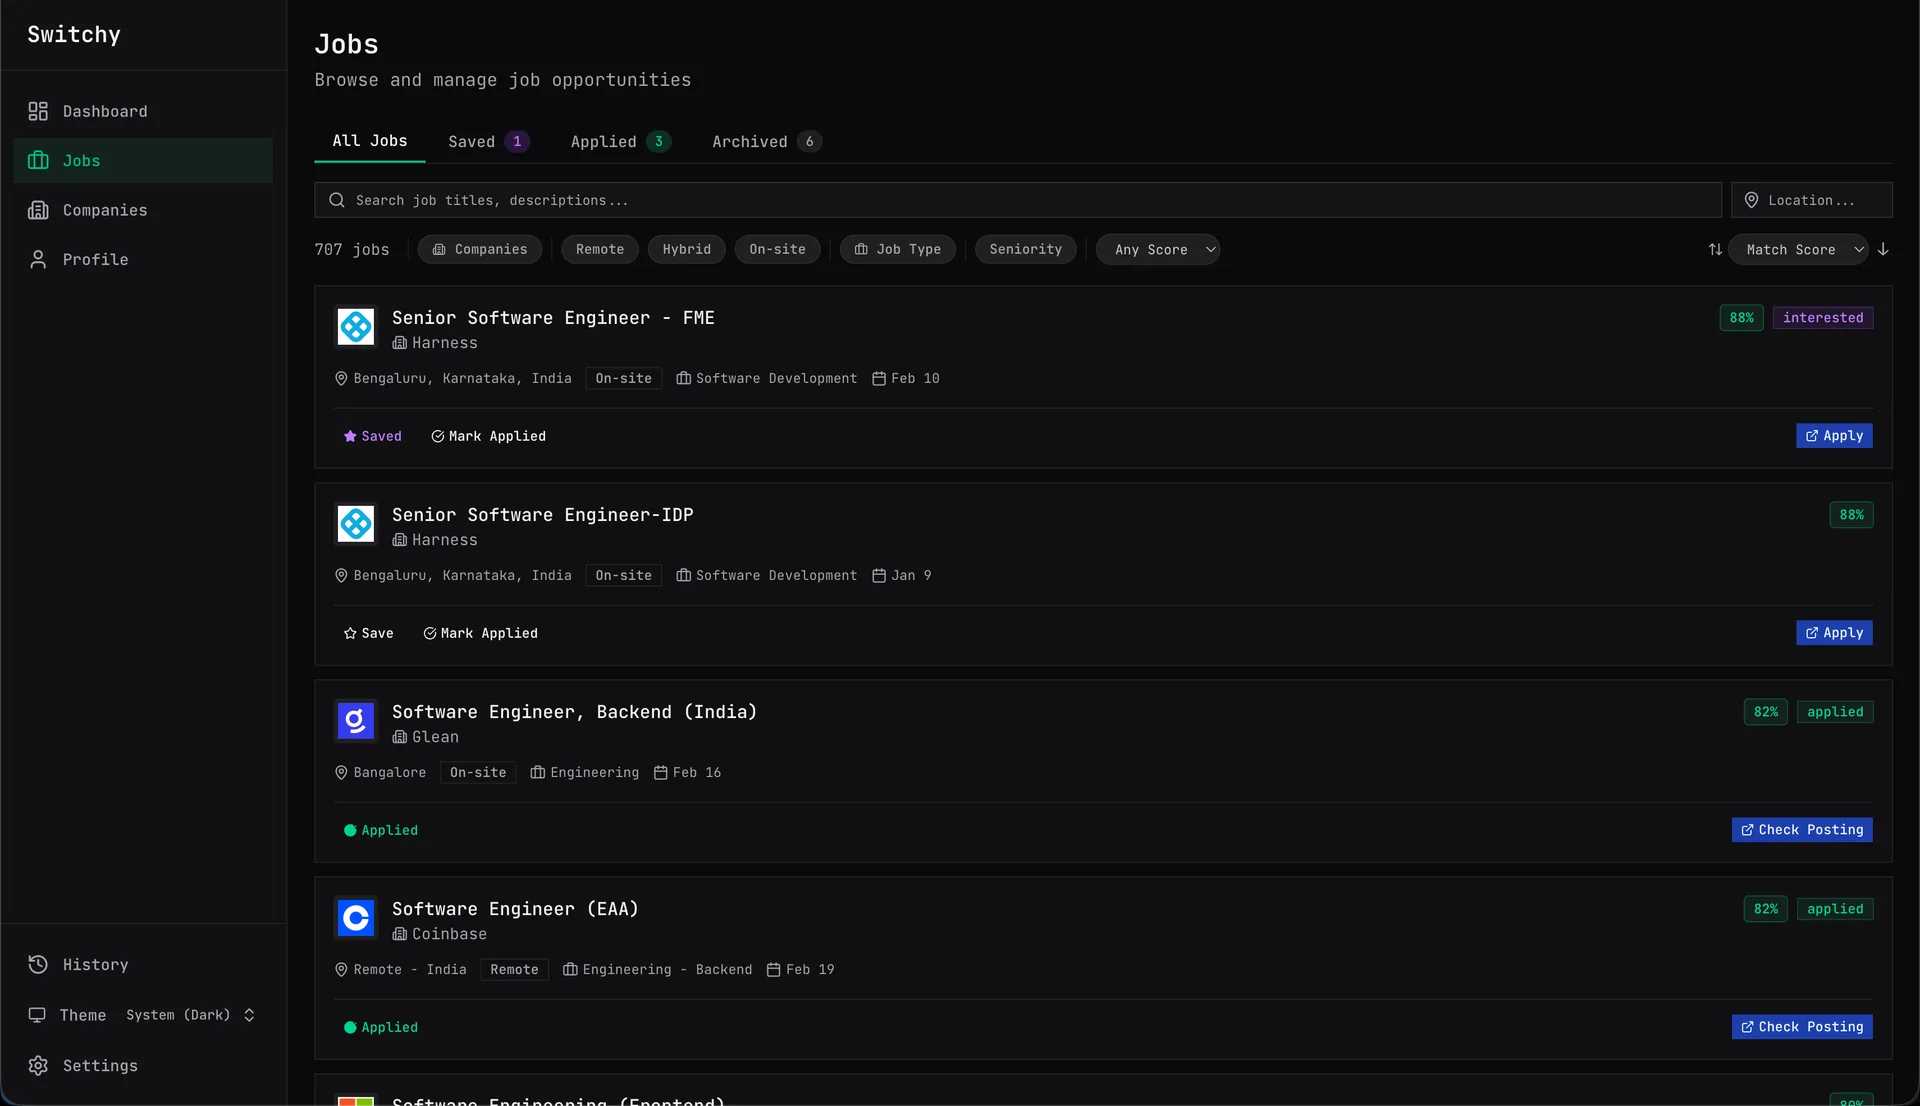 Switchy
Dashboard
Jobs
Companies
Profile
History
Theme System (Dark)
Settings
Jobs
Browse and manage job opportunities
All Jobs Saved 1 Applied 3 Archived 6
Search job titles, descriptions... Location...
707 jobs Companies Remote Hybrid On-site Job Type Seniority Any Score Match Score
Senior Software Engineer - FME 88% interested
Harness
Bengaluru, Karnataka, India On-site Software Development Feb 10
Saved Mark Applied Apply
Senior Software Engineer-IDP 88%
Harness
Bengaluru, Karnataka, India On-site Software Development Jan 9
Save Mark Applied Apply
Software Engineer, Backend (India) 82% applied
Glean
Bangalore On-site Engineering Feb 16
Applied Check Posting
Software Engineer (EAA) 82% applied
Coinbase
Remote - India Remote Engineering - Backend Feb 19
Applied Check Posting
Software Engineering (Frontend)